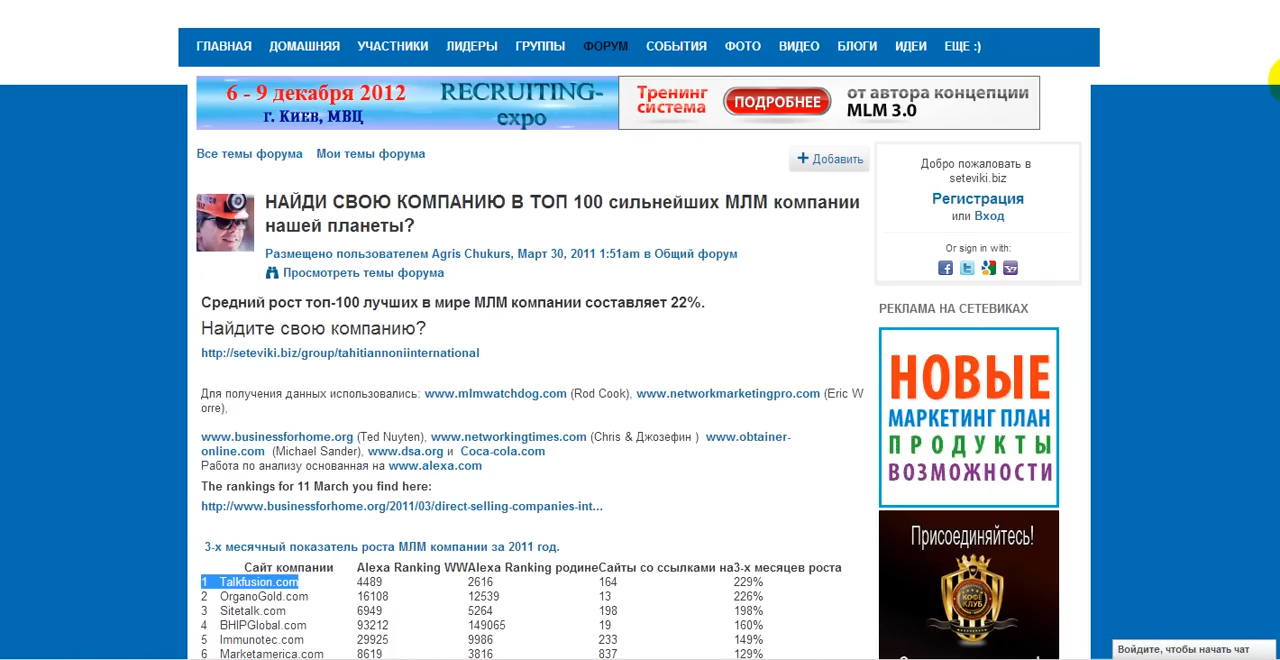 ГЛАВНАЯ ДОМАШНЯЯ УЧАСТНИКИ ЛИДЕРЫ ГРУППЫ ФОРУМ СОБЫТИЯ ФОТО ВИДЕО БЛОГИ ИДЕИ ЕЩЕ :)
6 - 9 декабря 2012
г. Киев, МВЦ
RECRUITING-
expo
Тренинг
система
ПОДРОБНЕЕ
от автора концепции
MLM 3.0
Все темы форума Мои темы форума
+ Добавить
НАЙДИ СВОЮ КОМПАНИЮ В ТОП 100 сильнейших МЛМ компании
нашей планеты?
Размещено пользователем Agris Chukurs, Март 30, 2011 1:51am в Общий форум
Просмотреть темы форума
Средний рост топ-100 лучших в мире МЛМ компании составляет 22%.
Найдите свою компанию?
http://seteviki.biz/group/tahitiannoniinternational
Для получения данных использовались: www.mlmwatchdog.com (Rod Cook), www.networkmarketingpro.com (Eric W
orre),
www.businessforhome.org (Ted Nuyten), www.networkingtimes.com (Chris & Джозефин ) www.obtainer-
online.com (Michael Sander), www.dsa.org и Coca-cola.com
Работа по анализу основанная на www.alexa.com
The rankings for 11 March you find here:
http://www.businessforhome.org/2011/03/direct-selling-companies-int...
3-х месячный показатель роста МЛМ компании за 2011 год.
Сайт компании Alexa Ranking WWAlexa Ranking родинеСайты со ссылками на3-х месяцев роста
1 Talkfusion.com 4489 2616 164 229%
2 OrganoGold.com 16108 12539 13 226%
3 Sitetalk.com 6949 5264 198 198%
4 BHIPGlobal.com 93212 149065 19 160%
5 Immunotec.com 29925 9986 233 149%
6 Marketamerica.com 8619 3816 837 129%
Добро пожаловать в
seteviki.biz
Регистрация
или Вход
Or sign in with:
РЕКЛАМА НА СЕТЕВИКАХ
НОВЫЕ
МАРКЕТИНГ ПЛАН
ПРОДУКТЫ
ВОЗМОЖНОСТИ
Присоединяйтесь!
КОФЕ
КЛУБ
Войдите, чтобы начать чат